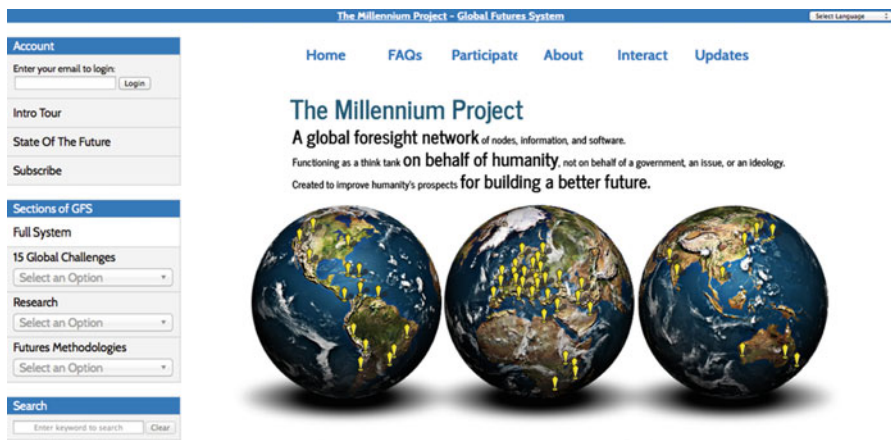 The Millennium Project - Global Futures System
Select Language
Account
Enter your email to login:
Login
Intro Tour
State Of The Future
Subscribe
Sections of GFS
Full System
15 Global Challenges
Select an Option
Research
Select an Option
Futures Methodologies
Select an Option
Search
Enter keyword to search
Clear
Home FAQs Participate About Interact Updates
The Millennium Project
A global foresight network of nodes, information, and software.
Functioning as a think tank on behalf of humanity, not on behalf of a government, an issue, or an ideology.
Created to improve humanity's prospects for building a better future.